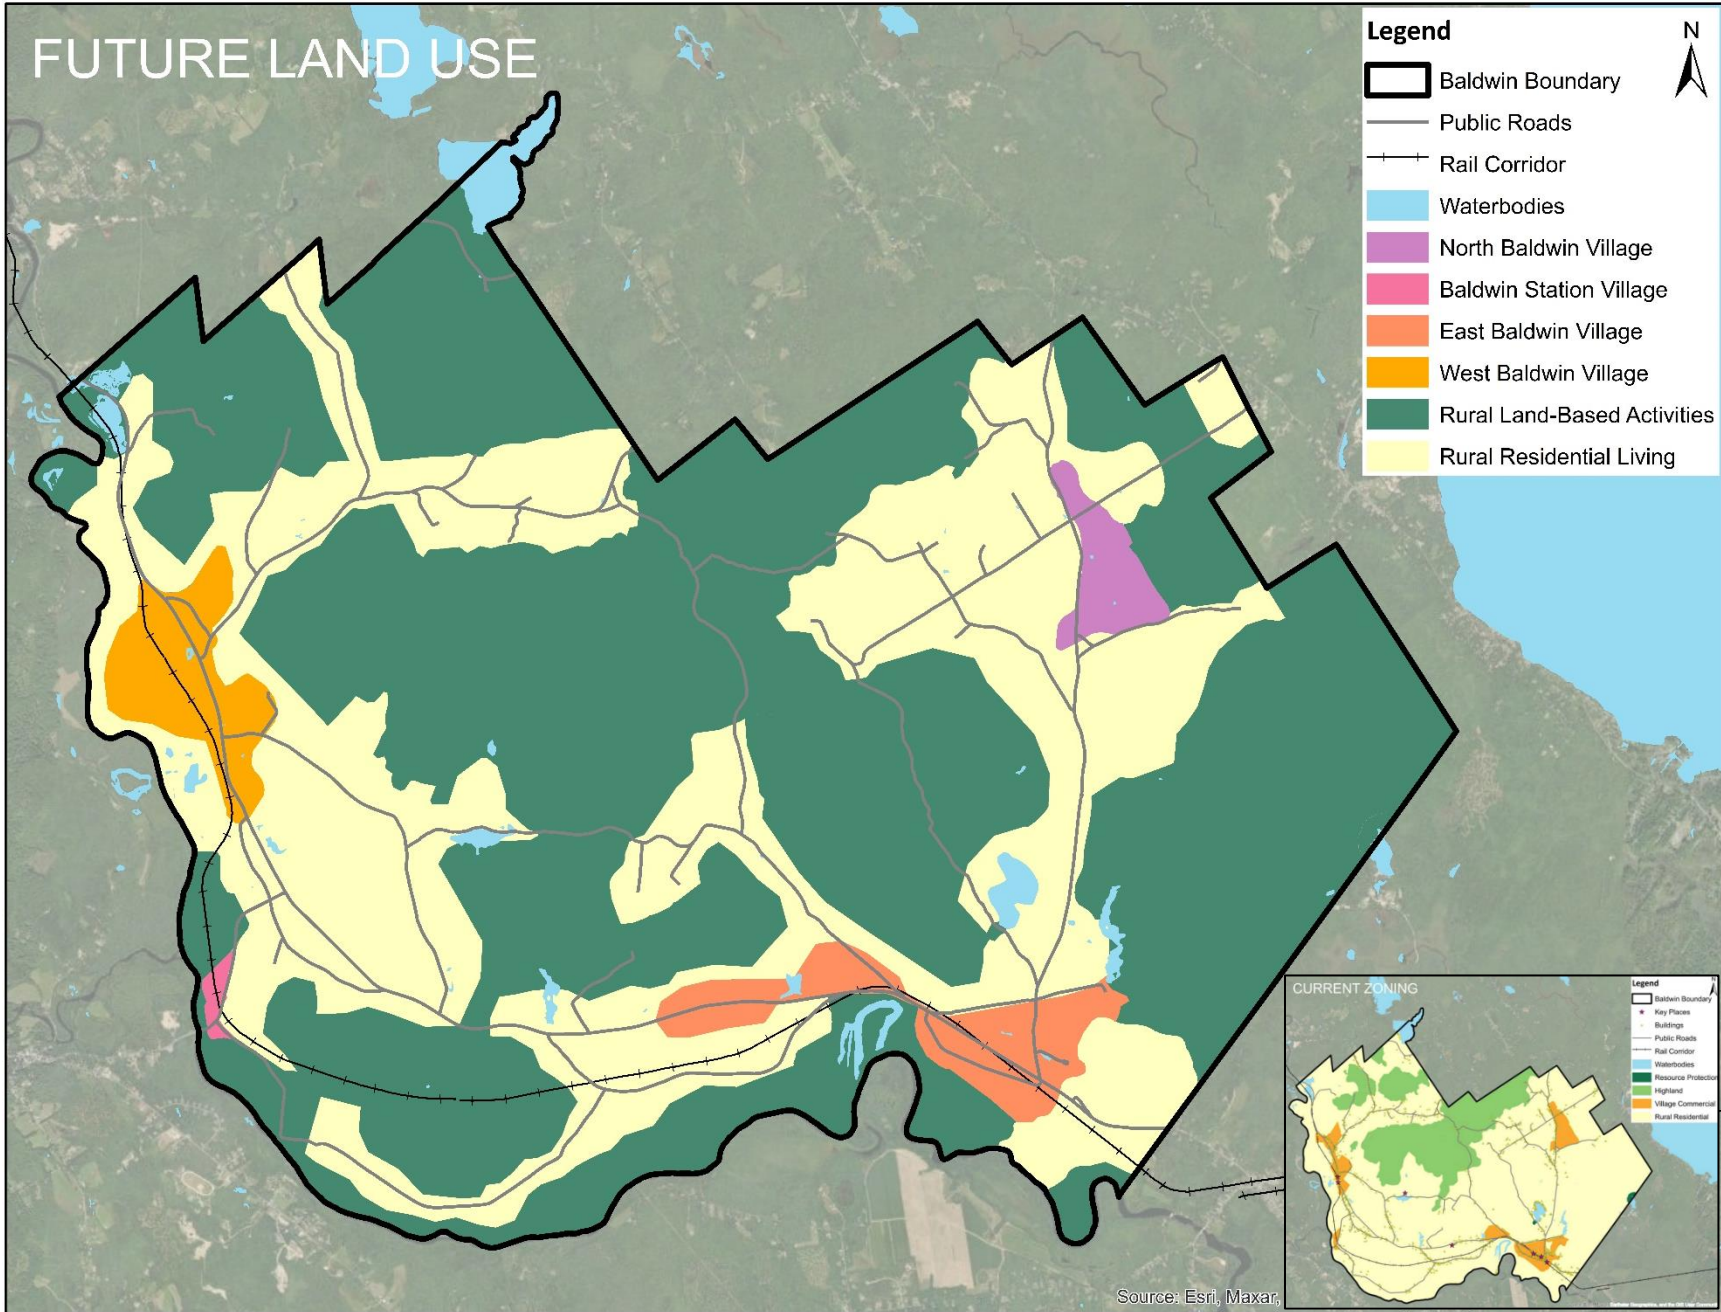 FUTURE LAND USE
Legend
N
Baldwin Boundary
Public Roads
Rail Corridor
Waterbodies
North Baldwin Village
Baldwin Station Village
East Baldwin Village
West Baldwin Village
Rural Land-Based Activities
Rural Residential Living
CURRENT ZONING
Legend
Baldwin Boundary
Key Places
Buildings
Public Roads
Rail Corridor
Waterbodies
Resource Protection
Highland
Village Commercial
Rural Residential
Source: Esri, Maxar,